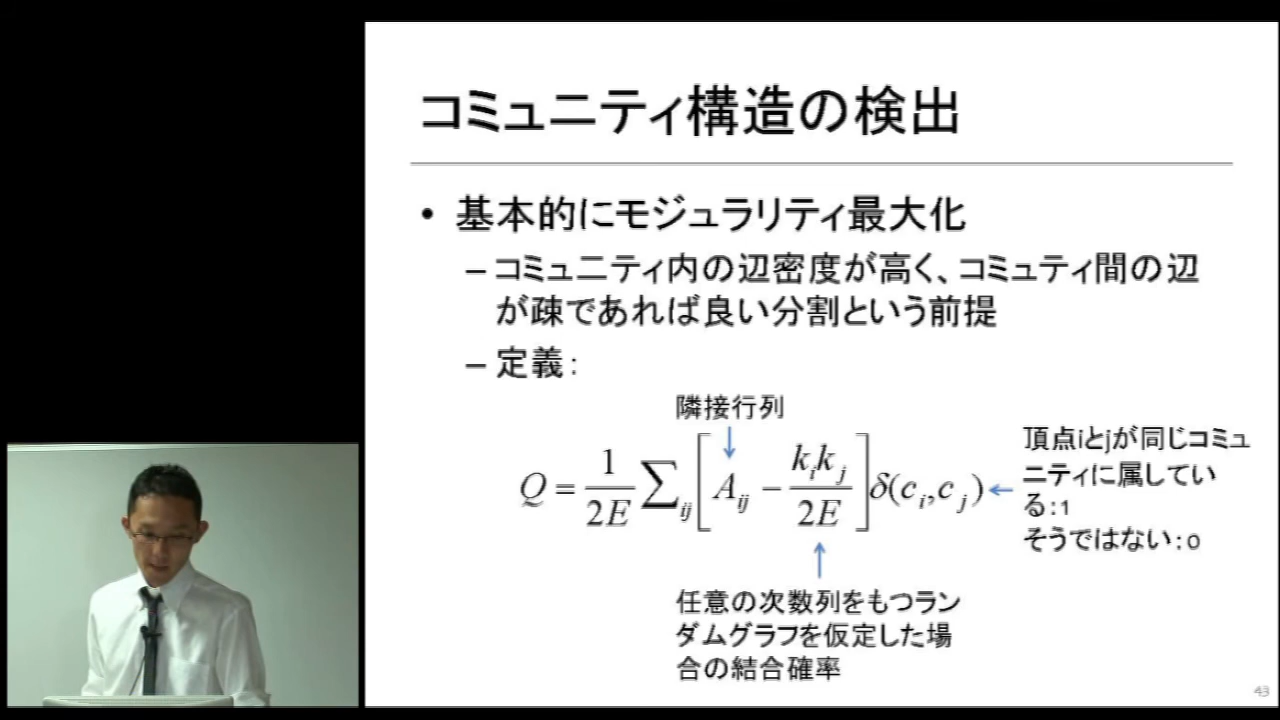 コミュニティ構造の検出
• 基本的にモジュラリティ最大化
– コミュニティ内の辺密度が高く、コミュティ間の辺
が疎であれば良い分割という前提
– 定義：
隣接行列
Q = 1/2E ∑ij [Aij − kikj/2E] δ(ci,cj)
頂点iとjが同じコミュ
ニティに属してい
る：1
そうではない：0
任意の次数列をもつラン
ダムグラフを仮定した場
合の結合確率
43